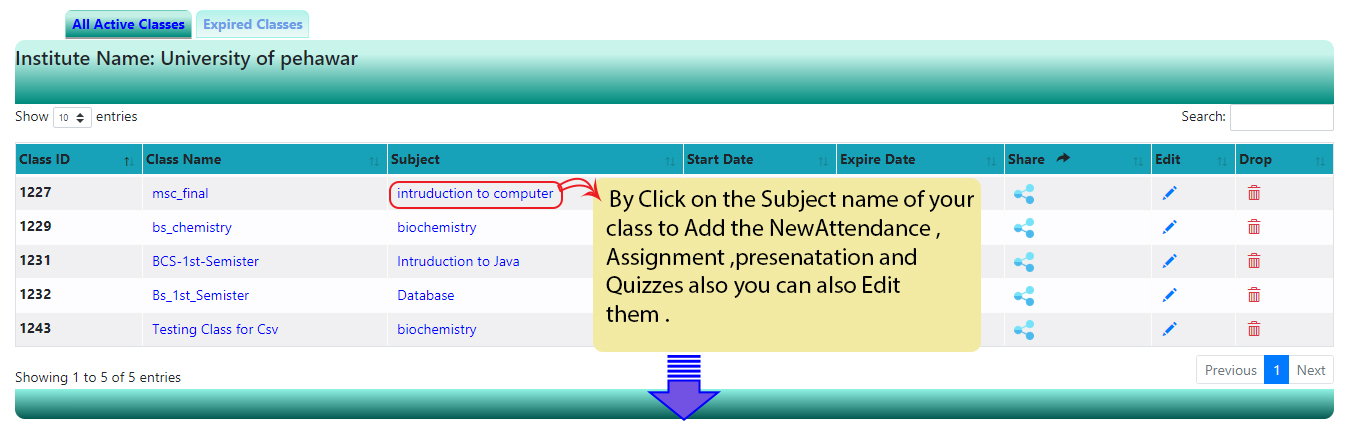 All Active Classes Expired Classes
Institute Name: University of pehawar
Show 10 entries Search:
Class ID Class Name Subject Start Date Expire Date Share Edit Drop
1227 msc_final intruduction to computer
1229 bs_chemistry biochemistry
1231 BCS-1st-Semister Intruduction to Java
1232 Bs_1st_Semister Database
1243 Testing Class for Csv biochemistry
By Click on the Subject name of your
class to Add the NewAttendance ,
Assignment ,presenatation and
Quizzes also you can also Edit
them .
Showing 1 to 5 of 5 entries Previous 1 Next